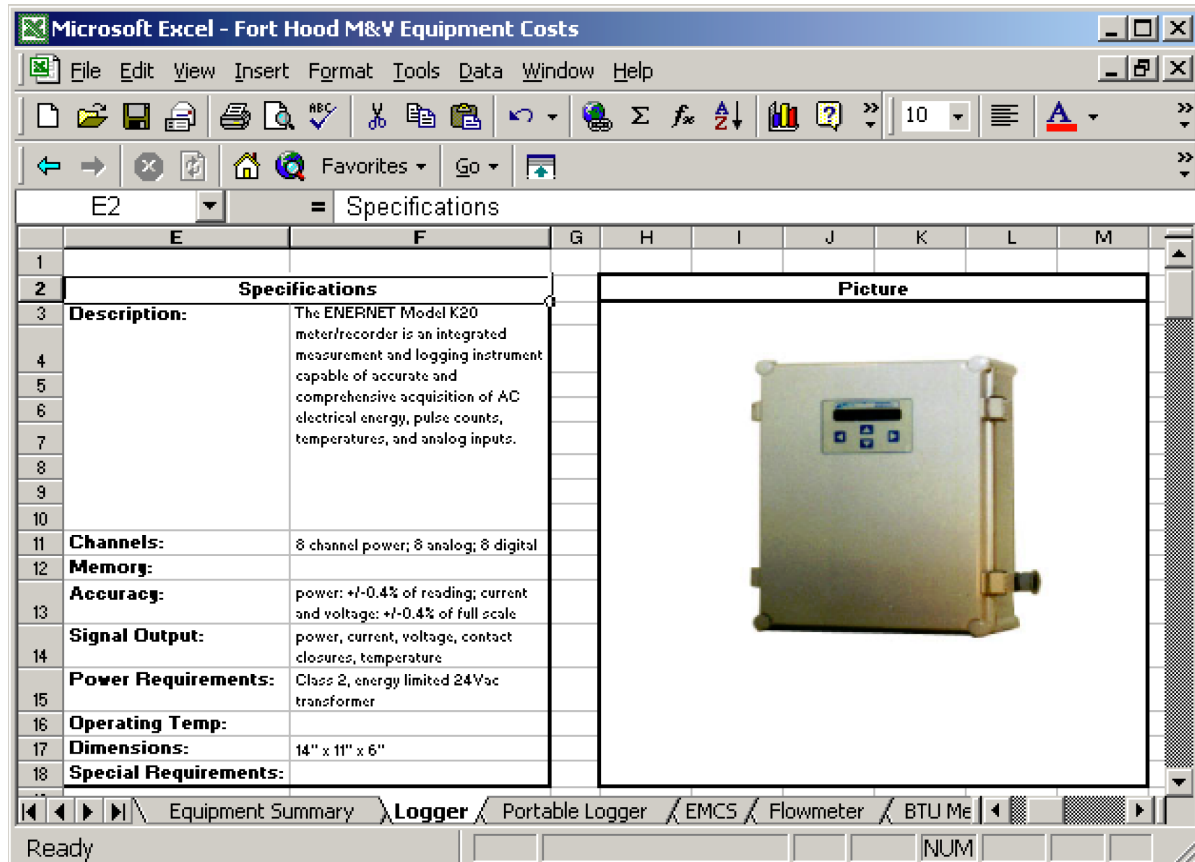 Microsoft Excel - Fort Hood M&V Equipment Costs
File Edit View Insert Format Tools Data Window Help
ABC Σ fx A Z 10 A
Favorites Go
E2 = Specifications
E F G H I J K L M
1
2 Specifications Picture
3 Description: The ENERNET Model K20
meter/recorder is an integrated
4 measurement and logging instrument
5 capable of accurate and
6 comprehensive acquisition of AC
electrical energy, pulse counts,
7 temperatures, and analog inputs.
8
9
10
11 Channels: 8 channel power; 8 analog; 8 digital
12 Memory:
Accuracy: power: +/-0.4% of reading; current
13 and voltage: +/-0.4% of full scale
Signal Output: power, current, voltage, contact
14 closures, temperature
Power Requirements: Class 2, energy limited 24Vac
15 transformer
16 Operating Temp:
17 Dimensions: 14" x 11" x 6"
18 Special Requirements:
Equipment Summary Logger Portable Logger EMCS Flowmeter BTU Me
Ready NUM